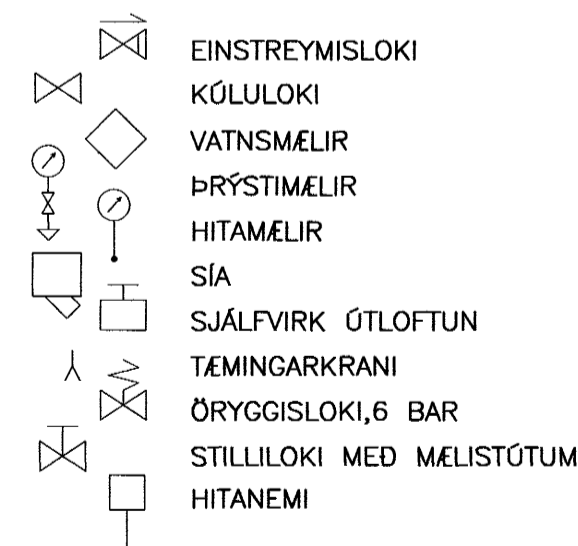 EINSTREYMISLOKI
KÚLULOKI
VATNSMÆLIR
ÞRÝSTIMÆLIR
HITAMÆLIR
SÍA
SJÁLFVIRK ÚTLOFTUN
TÆMINGARKRANI
ÖRYGGISLOKI,6 BAR
STILLILOKI MEÐ MÆLISTÚTUM
HITANEMI